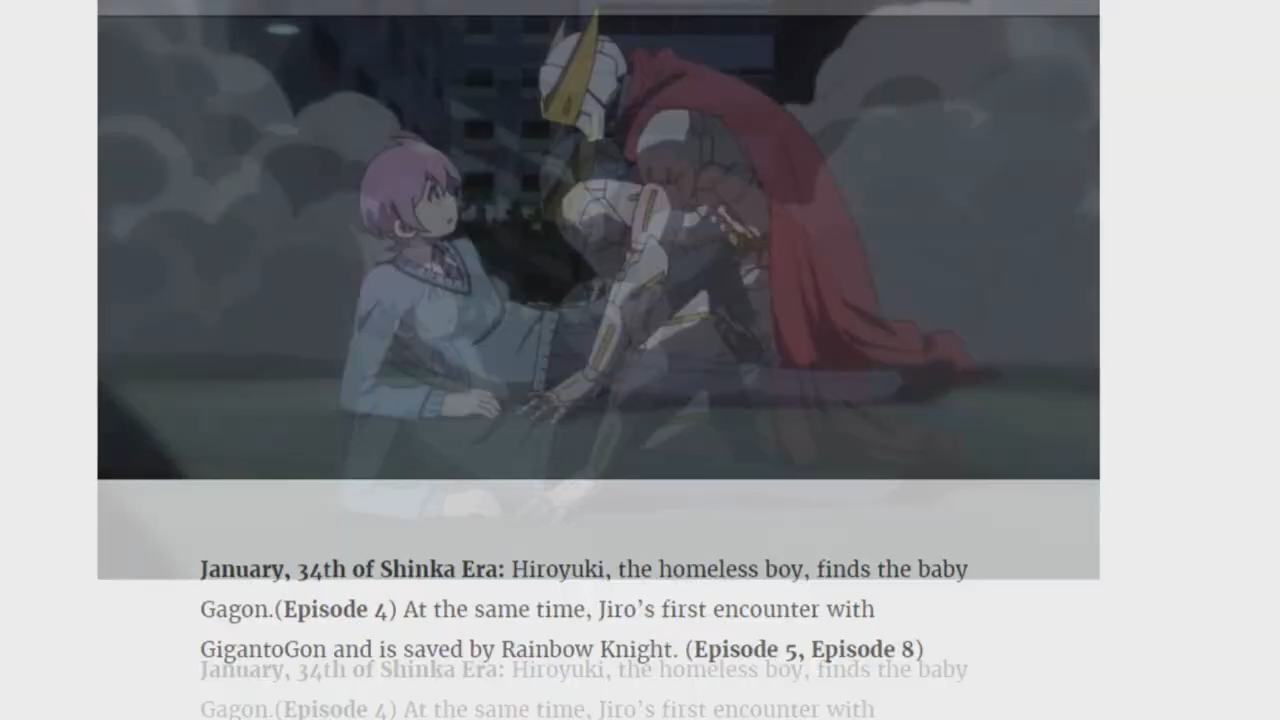 January, 34th of Shinka Era: Hiroyuki, the homeless boy, finds the baby
Gagon.(Episode 4) At the same time, Jiro’s first encounter with
GigantoGon and is saved by Rainbow Knight. (Episode 5, Episode 8)
January, 34th of Shinka Era: Hiroyuki, the homeless boy, finds the baby
Gagon.(Episode 4) At the same time, Jiro’s first encounter with